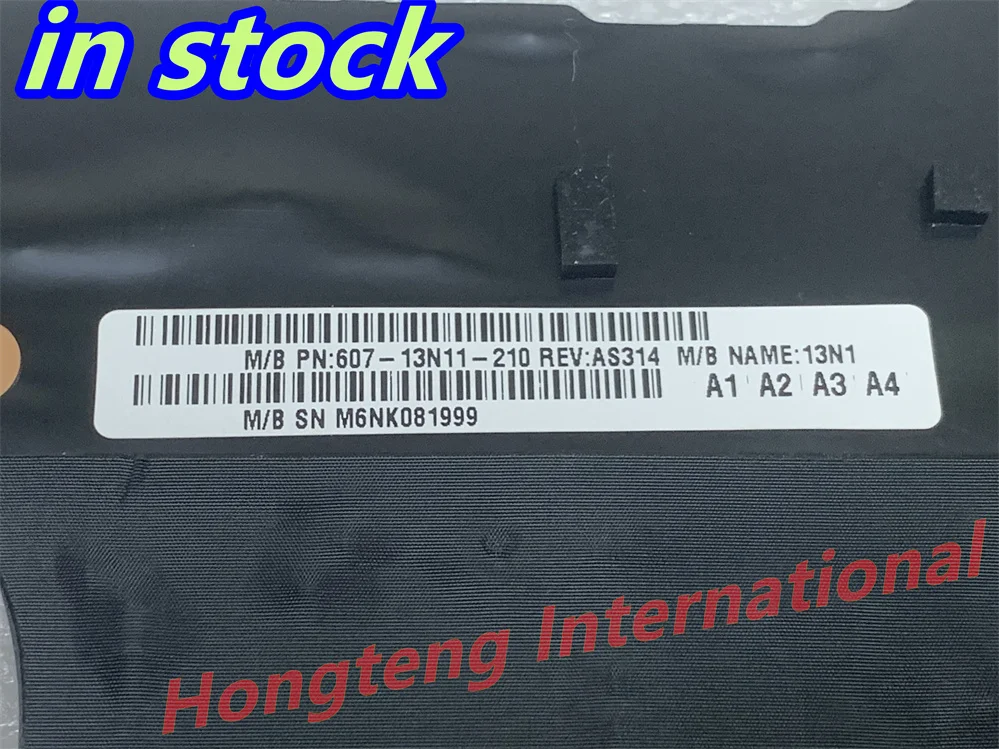 in stock
M/B PN:607-13N11-210 REV:AS314 M/B NAME:13N1
A1 A2 A3 A4
M/B SN M6NK081999
Hongteng International